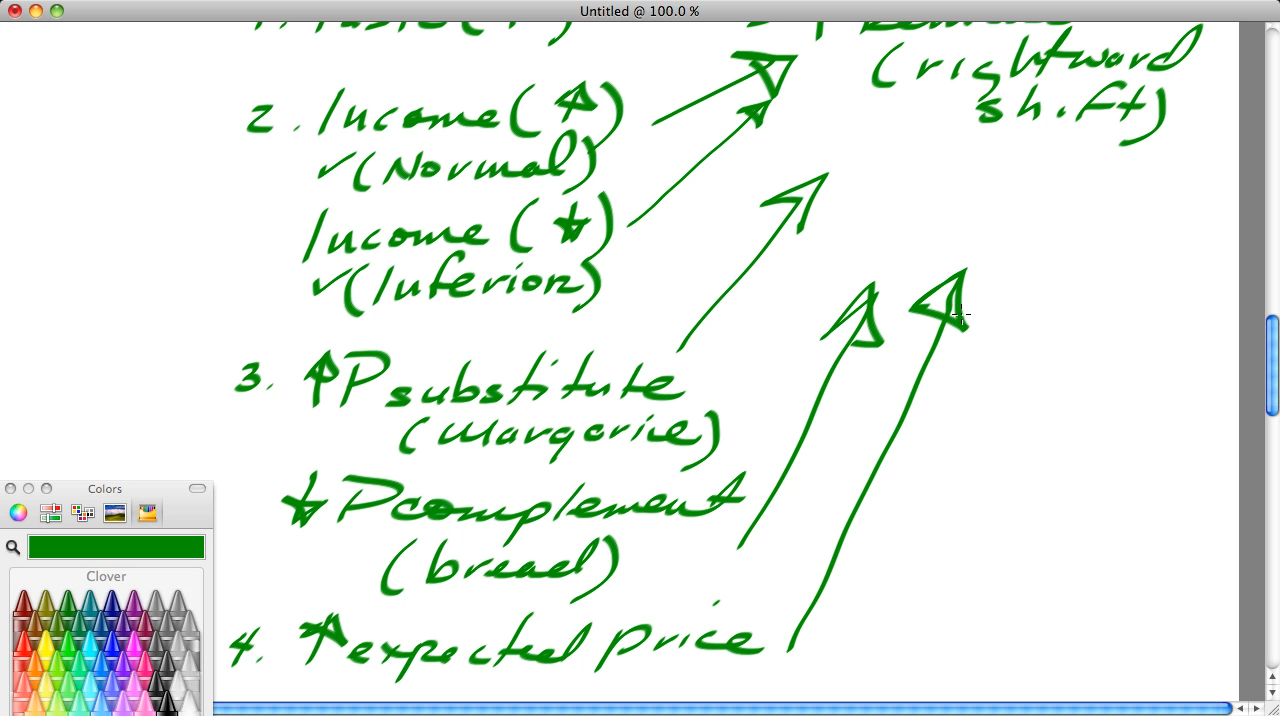 Untitled @ 100.0 %
(rightward
shift)
2. Income (↑)
✓(Normal)
Income (↓)
✓(Inferior)
3. ↑P substitute
(Margarine)
↓P complement
(bread)
4. ↑ expected price
Colors
Clover